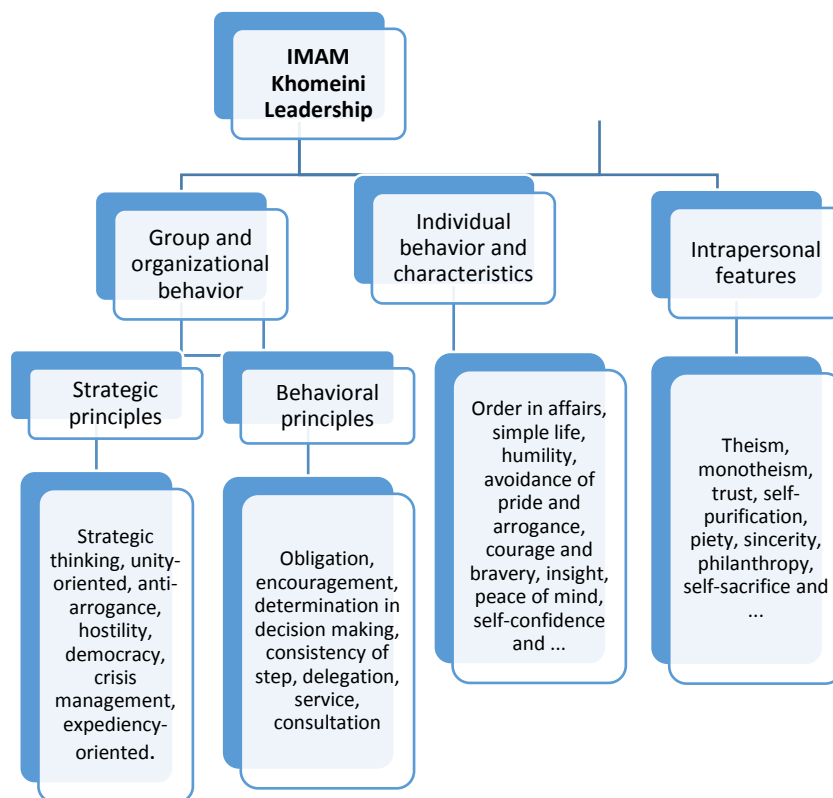 IMAM
Khomeini
Leadership
Group and
organizational
behavior
Individual
behavior and
characteristics
Intrapersonal
features
Strategic
principles
Behavioral
principles
Strategic
thinking, unity-
oriented, anti-
arrogance,
hostility,
democracy,
crisis
management,
expediency-
oriented.
Obligation,
encouragement,
determination in
decision making,
consistency of
step, delegation,
service,
consultation
Order in affairs,
simple life,
humility,
avoidance of
pride and
arrogance,
courage and
bravery, insight,
peace of mind,
self-confidence
and ...
Theism,
monotheism,
trust, self-
purification,
piety, sincerity,
philanthropy,
self-sacrifice and
...